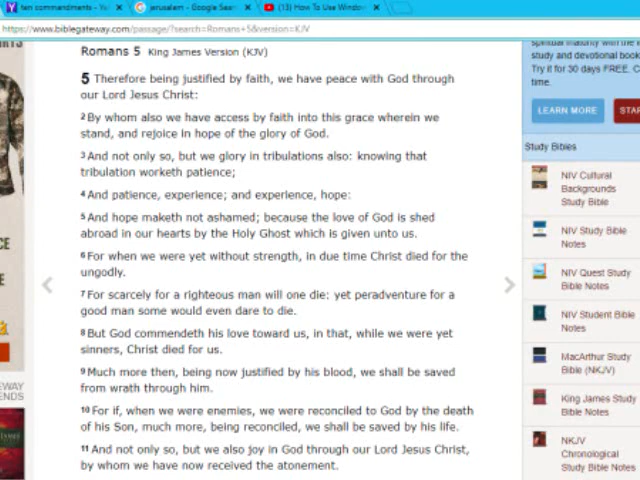 ten commandments - Yo
jerusalem - Google Sear
(13) How To Use Window
https://www.biblegateway.com/passage/?search=Romans+5&version=KJV
Romans 5 King James Version (KJV)
5 Therefore being justified by faith, we have peace with God through
our Lord Jesus Christ:
2 By whom also we have access by faith into this grace wherein we
stand, and rejoice in hope of the glory of God.
3 And not only so, but we glory in tribulations also: knowing that
tribulation worketh patience;
4 And patience, experience; and experience, hope:
5 And hope maketh not ashamed; because the love of God is shed
abroad in our hearts by the Holy Ghost which is given unto us.
6 For when we were yet without strength, in due time Christ died for the
ungodly.
7 For scarcely for a righteous man will one die: yet peradventure for a
good man some would even dare to die.
8 But God commendeth his love toward us, in that, while we were yet
sinners, Christ died for us.
9 Much more then, being now justified by his blood, we shall be saved
from wrath through him.
10 For if, when we were enemies, we were reconciled to God by the death
of his Son, much more, being reconciled, we shall be saved by his life.
11 And not only so, but we also joy in God through our Lord Jesus Christ,
by whom we have now received the atonement.
spiritual maturity with the
study and devotional book
Try it for 30 days FREE. C
time.
LEARN MORE
STAR
Study Bibles
NIV Cultural
Backgrounds
Study Bible
NIV Study Bible
Notes
NIV Quest Study
Bible Notes
NIV Student Bible
Notes
MacArthur Study
Bible (NKJV)
King James Study
Bible Notes
NKJV
Chronological
Study Bible Notes
EWAY
ENDS